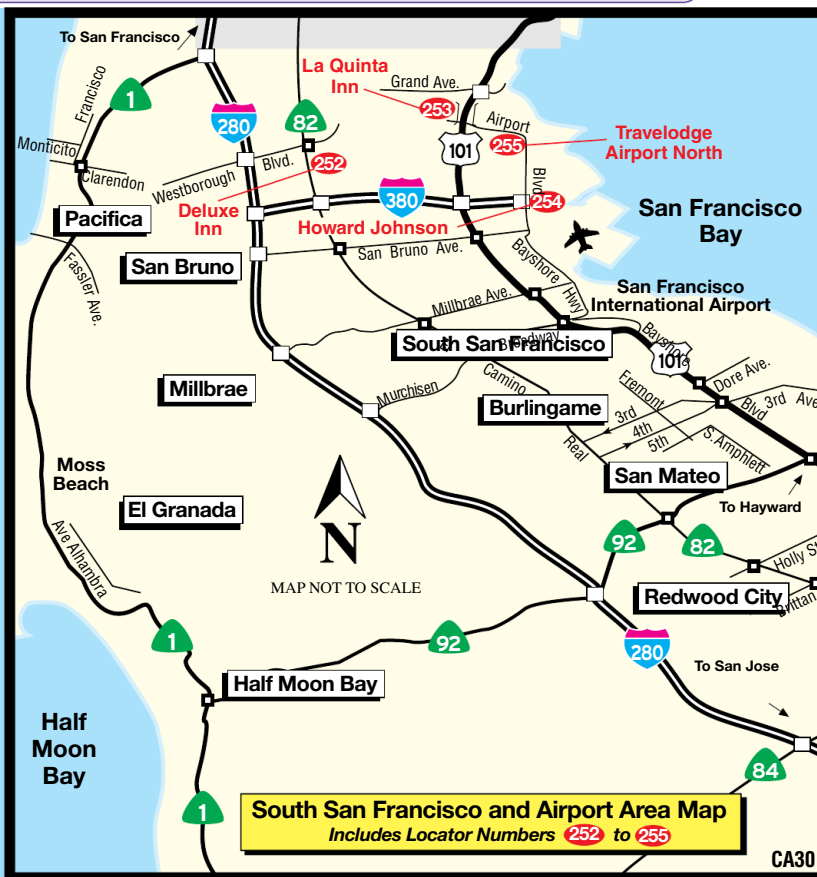 To San Francisco
La Quinta
Inn
Grand Ave.
253
Francisco
1
280
82
Airport
255
Travelodge
Airport North
101
Monticito
Clarendon
Westborough Blvd.
252
Deluxe
Inn
380
Blvd
254
Howard Johnson
San Francisco
Bay
Pacifica
San Bruno
San Bruno Ave.
Bayshore Hwy
Fassler Ave.
San Francisco
International Airport
Millbrae Ave.
South San Francisco
Broadway
Bayshore
101
Blvd
Dore Ave.
3rd Ave
Millbrae
Murchisen
Camino
Real
Burlingame
Fremont
3rd
4th
5th
S. Amphlett
San Mateo
Moss
Beach
El Granada
N
MAP NOT TO SCALE
To Hayward
92
82
Holly St
Brittan
Redwood City
Ave Alhambra
1
92
280
To San Jose
Half Moon Bay
Half
Moon
Bay
84
1
South San Francisco and Airport Area Map
Includes Locator Numbers 252 to 255
CA30